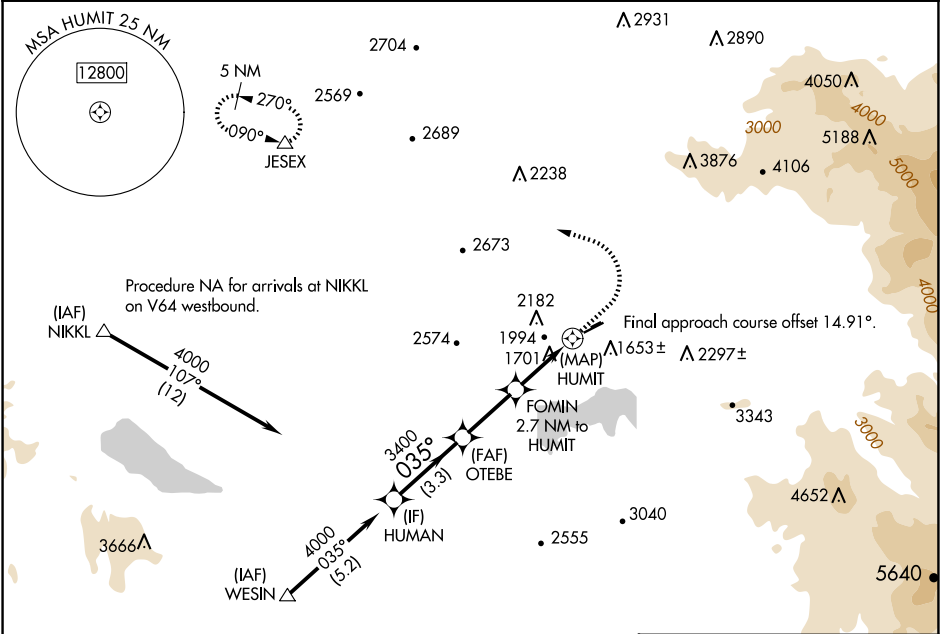 MSA HUMIT 25 NM
12800
5 NM
270°
090°
JESEX
2704
2569
2689
2238
2931
2890
4050
4000
3000
5188
3876
4106
5000
4000
2673
Procedure NA for arrivals at NIKKL
on V64 westbound.
(IAF)
NIKKL
4000
107°
(12)
2574
2182
1994
1701
(MAP)
HUMIT
Final approach course offset 14.91°.
1653±
2297±
FOMIN
2.7 NM to
HUMIT
3343
3000
3400
035°
(3.3)
(FAF)
OTEBE
(IF)
HUMAN
4000
035°
(5.2)
(IAF)
WESIN
3666
2555
3040
4652
5640